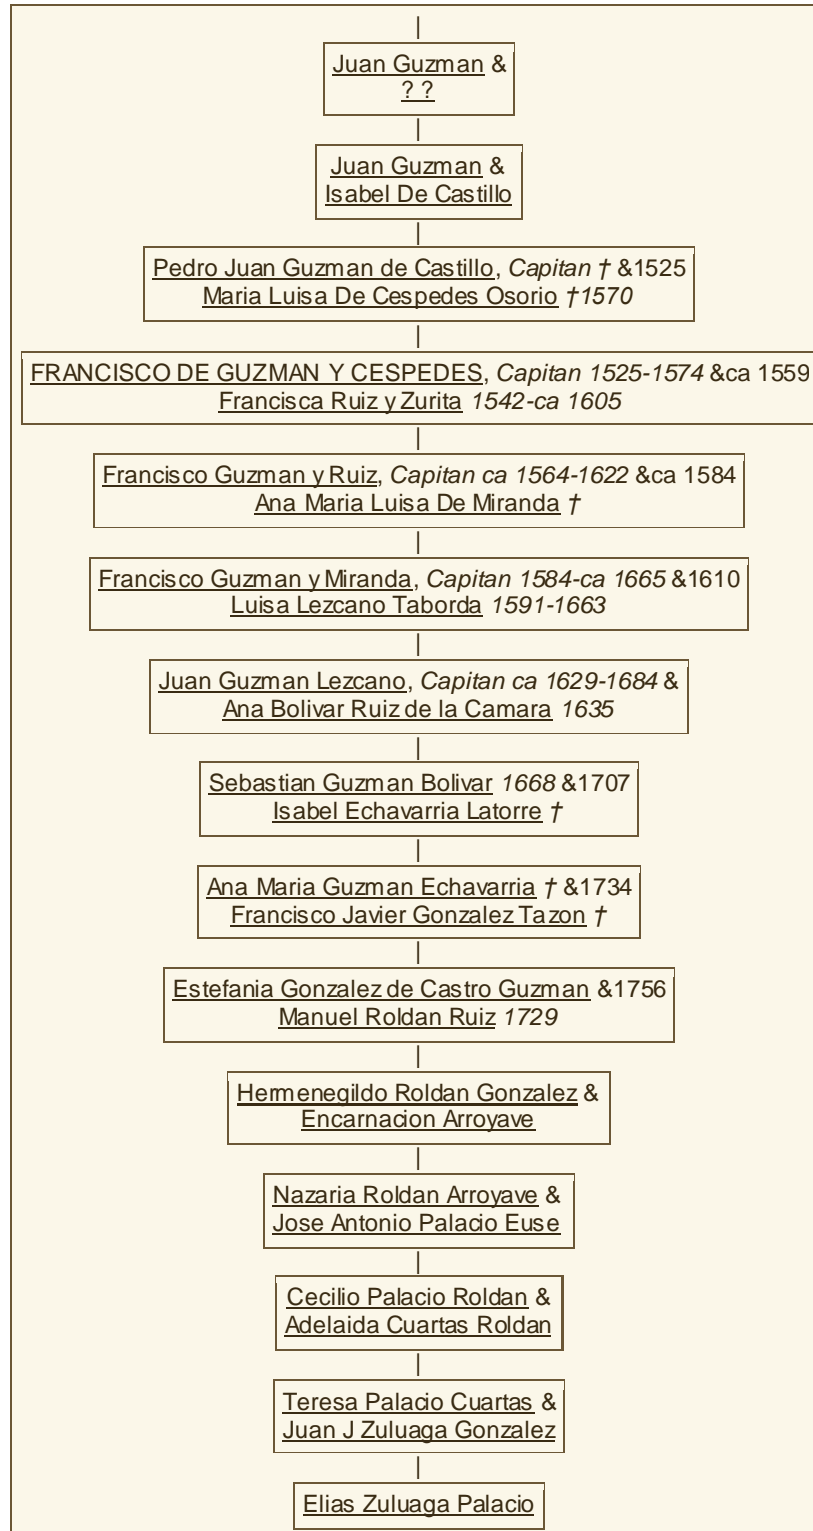 Juan Guzman &
? ?
Juan Guzman &
Isabel De Castillo
Pedro Juan Guzman de Castillo, Capitan † &1525
Maria Luisa De Cespedes Osorio †1570
FRANCISCO DE GUZMAN Y CESPEDES, Capitan 1525-1574 &ca 1559
Francisca Ruiz y Zurita 1542-ca 1605
Francisco Guzman y Ruiz, Capitan ca 1564-1622 &ca 1584
Ana Maria Luisa De Miranda †
Francisco Guzman y Miranda, Capitan 1584-ca 1665 &1610
Luisa Lezcano Taborda 1591-1663
Juan Guzman Lezcano, Capitan ca 1629-1684 &
Ana Bolivar Ruiz de la Camara 1635
Sebastian Guzman Bolivar 1668 &1707
Isabel Echavarria Latorre †
Ana Maria Guzman Echavarria † &1734
Francisco Javier Gonzalez Tazon †
Estefania Gonzalez de Castro Guzman &1756
Manuel Roldan Ruiz 1729
Hermenegildo Roldan Gonzalez &
Encarnacion Arroyave
Nazaria Roldan Arroyave &
Jose Antonio Palacio Euse
Cecilio Palacio Roldan &
Adelaida Cuartas Roldan
Teresa Palacio Cuartas &
Juan J Zuluaga Gonzalez
Elias Zuluaga Palacio